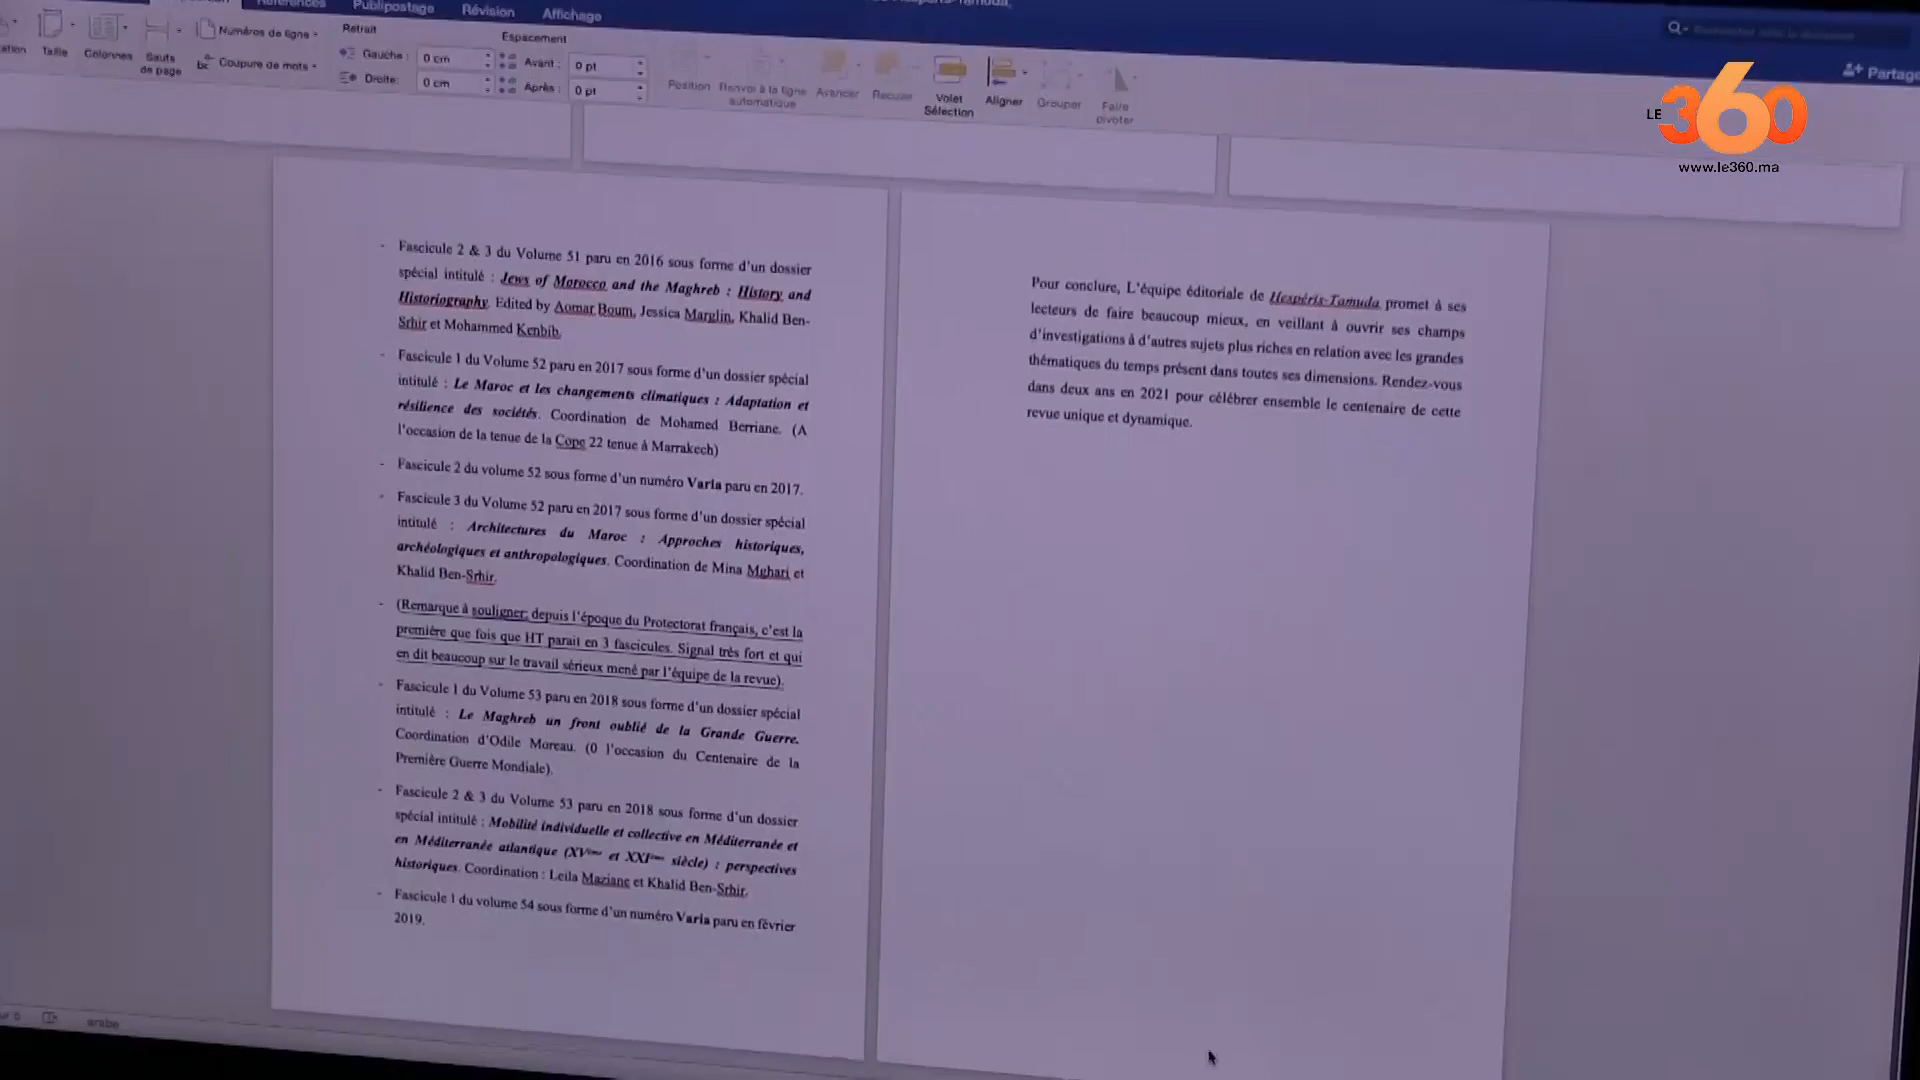 Publipostage Révision Affichage
Numéros de ligne
Coupure de mots
Taille Colonnes Sauts de page
Retrait
Gauche : 0 cm
Droite: 0 cm
Espacement
Avant : 0 pt
Après : 0 pt
Position Renvoi à la ligne automatique Avancer Reculer Volet Sélection Aligner Grouper Faire pivoter
Partage
LE 360
www.le360.ma
- Fascicule 2 & 3 du Volume 51 paru en 2016 sous forme d'un dossier
spécial intitulé : Jews of Morocco and the Maghreb : History and
Historiography. Edited by Aomar Boum, Jessica Marglin, Khalid Ben-
Srhir et Mohammed Kenbib.
- Fascicule 1 du Volume 52 paru en 2017 sous forme d'un dossier spécial
intitulé : Le Maroc et les changements climatiques : Adaptation et
résilience des sociétés. Coordination de Mohamed Berriane. (A
l'occasion de la tenue de la Cope 22 tenue à Marrakech)
- Fascicule 2 du volume 52 sous forme d'un numéro Varia paru en 2017.
- Fascicule 3 du Volume 52 paru en 2017 sous forme d'un dossier spécial
intitulé : Architectures du Maroc : Approches historiques,
archéologiques et anthropologiques. Coordination de Mina Mghari et
Khalid Ben-Srhir.
- (Remarque à souligner: depuis l'époque du Protectorat français, c'est la
première que fois que HT parait en 3 fascicules. Signal très fort et qui
en dit beaucoup sur le travail sérieux mené par l'équipe de la revue).
- Fascicule 1 du Volume 53 paru en 2018 sous forme d'un dossier spécial
intitulé : Le Maghreb un front oublié de la Grande Guerre.
Coordination d'Odile Moreau. (0 l'occasion du Centenaire de la
Première Guerre Mondiale).
- Fascicule 2 & 3 du Volume 53 paru en 2018 sous forme d'un dossier
spécial intitulé : Mobilité individuelle et collective en Méditerranée et
en Méditerranée atlantique (XVème et XXIème siècle) : perspectives
historiques. Coordination : Leila Maziane et Khalid Ben-Srhir.
- Fascicule 1 du volume 54 sous forme d'un numéro Varia paru en février
2019.
Pour conclure, L'équipe éditoriale de Hespéris-Tamuda promet à ses
lecteurs de faire beaucoup mieux, en veillant à ouvrir ses champs
d'investigations à d'autres sujets plus riches en relation avec les grandes
thématiques du temps présent dans toutes ses dimensions. Rendez-vous
dans deux ans en 2021 pour célébrer ensemble le centenaire de cette
revue unique et dynamique.
arabe